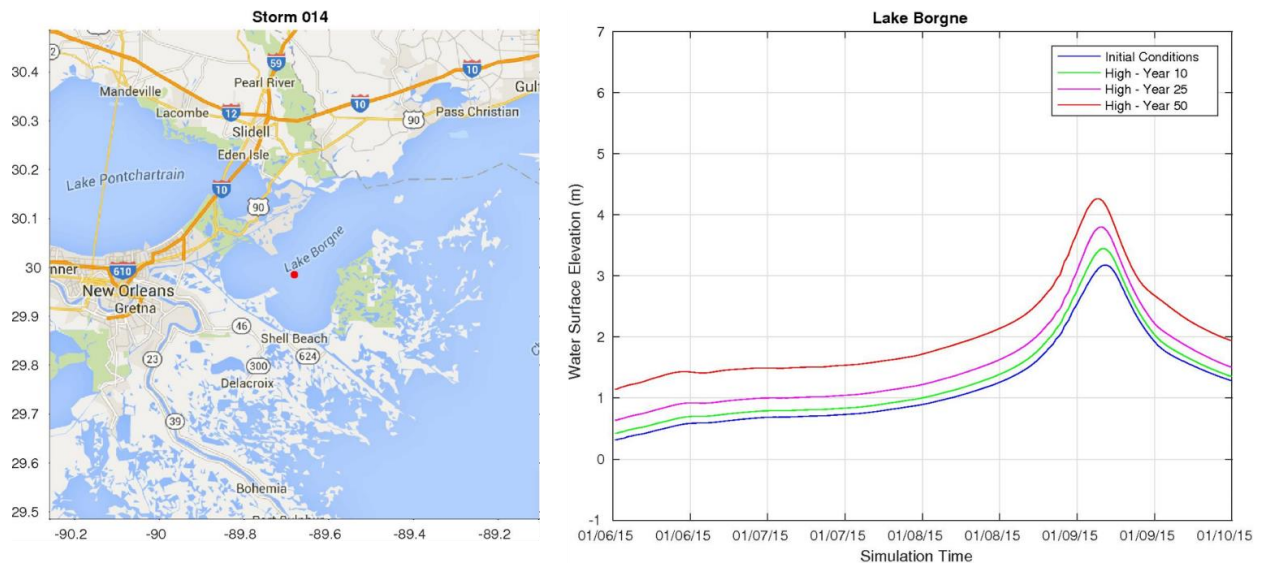 Storm 014
30.4
30.3
30.2
30.1
30
29.9
29.8
29.7
29.6
29.5
-90.2
-90
-89.8
-89.6
-89.4
-89.2
59
Pearl River
10
Mandeville
Lacombe
12
10
90
Pass Christian
Slidell
Eden Isle
Lake Pontchartrain
10
90
Lake Borgne
610
New Orleans
Gretna
46
Shell Beach
624
23
300
Delacroix
39
Bohemia
Lake Borgne
Initial Conditions
High - Year 10
High - Year 25
High - Year 50
Water Surface Elevation (m)
7
6
5
4
3
2
1
0
-1
01/06/15 01/06/15 01/07/15 01/07/15 01/08/15 01/08/15 01/09/15 01/09/15 01/10/15
Simulation Time